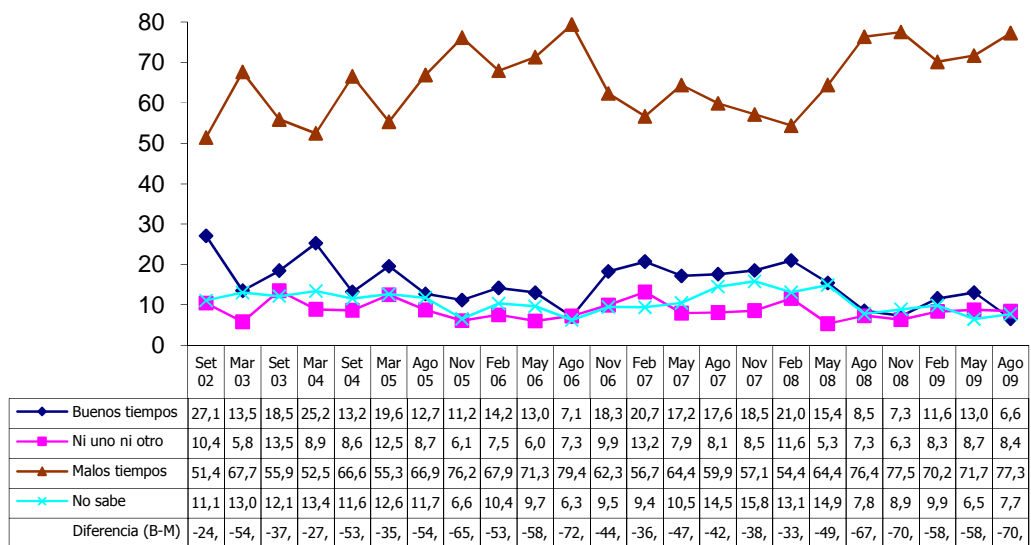 80
70
60
50
40
30
20
10
0
Set 02 Mar 03 Set 03 Mar 04 Set 04 Mar 05 Ago 05 Nov 05 Feb 06 May 06 Ago 06 Nov 06 Feb 07 May 07 Ago 07 Nov 07 Feb 08 May 08 Ago 08 Nov 08 Feb 09 May 09 Ago 09
Buenos tiempos 27,1 13,5 18,5 25,2 13,2 19,6 12,7 11,2 14,2 13,0 7,1 18,3 20,7 17,2 17,6 18,5 21,0 15,4 8,5 7,3 11,6 13,0 6,6
Ni uno ni otro 10,4 5,8 13,5 8,9 8,6 12,5 8,7 6,1 7,5 6,0 7,3 9,9 13,2 7,9 8,1 8,5 11,6 5,3 7,3 6,3 8,3 8,7 8,4
Malos tiempos 51,4 67,7 55,9 52,5 66,6 55,3 66,9 76,2 67,9 71,3 79,4 62,3 56,7 64,4 59,9 57,1 54,4 64,4 76,4 77,5 70,2 71,7 77,3
No sabe 11,1 13,0 12,1 13,4 11,6 12,6 11,7 6,6 10,4 9,7 6,3 9,5 9,4 10,5 14,5 15,8 13,1 14,9 7,8 8,9 9,9 6,5 7,7
Diferencia (B-M) -24, -54, -37, -27, -53, -35, -54, -65, -53, -58, -72, -44, -36, -47, -42, -38, -33, -49, -67, -70, -58, -58, -70,